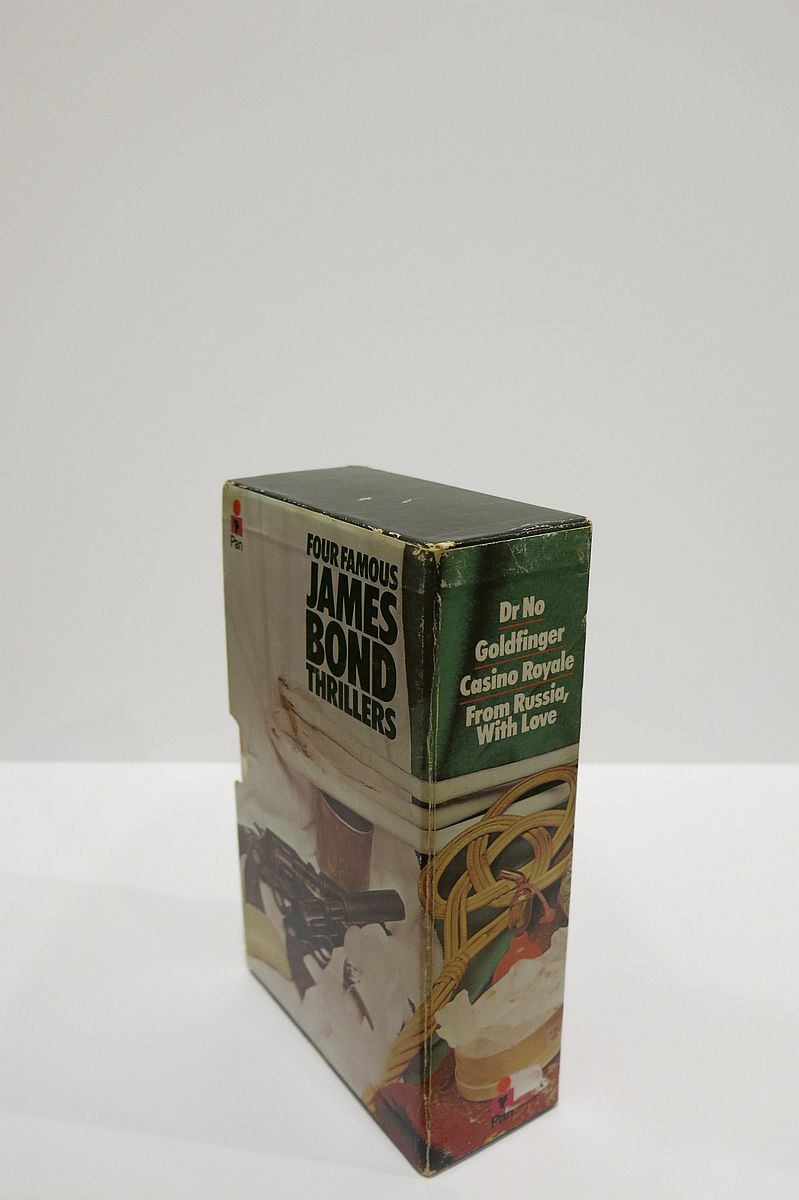 Pan
FOUR FAMOUS
JAMES
BOND
THRILLERS
Dr No
Goldfinger
Casino Royale
From Russia,
With Love
Pan